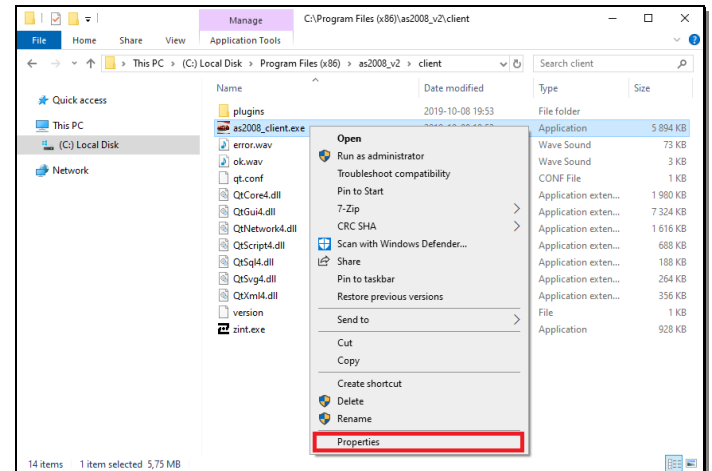 Manage C:\Program Files (x86)\as2008_v2\client
File Home Share View Application Tools
This PC > (C:) Local Disk > Program Files (x86) > as2008_v2 > client Search client
Name Date modified Type Size
Quick access
This PC
(C:) Local Disk
Network
plugins 2019-10-08 19:53 File folder
as2008_client.exe Application 5 894 KB
error.wav Wave Sound 73 KB
ok.wav Wave Sound 3 KB
qt.conf CONF File 1 KB
QtCore4.dll Application exten... 1 980 KB
QtGui4.dll Application exten... 7 324 KB
QtNetwork4.dll Application exten... 1 616 KB
QtScript4.dll Application exten... 688 KB
QtSql4.dll Application exten... 188 KB
QtSvg4.dll Application exten... 264 KB
QtXml4.dll Application exten... 356 KB
version File 1 KB
zint.exe Application 928 KB
Open
Run as administrator
Troubleshoot compatibility
Pin to Start
7-Zip
CRC SHA
Scan with Windows Defender...
Share
Pin to taskbar
Restore previous versions
Send to
Cut
Copy
Create shortcut
Delete
Rename
Properties
14 items 1 item selected 5,75 MB